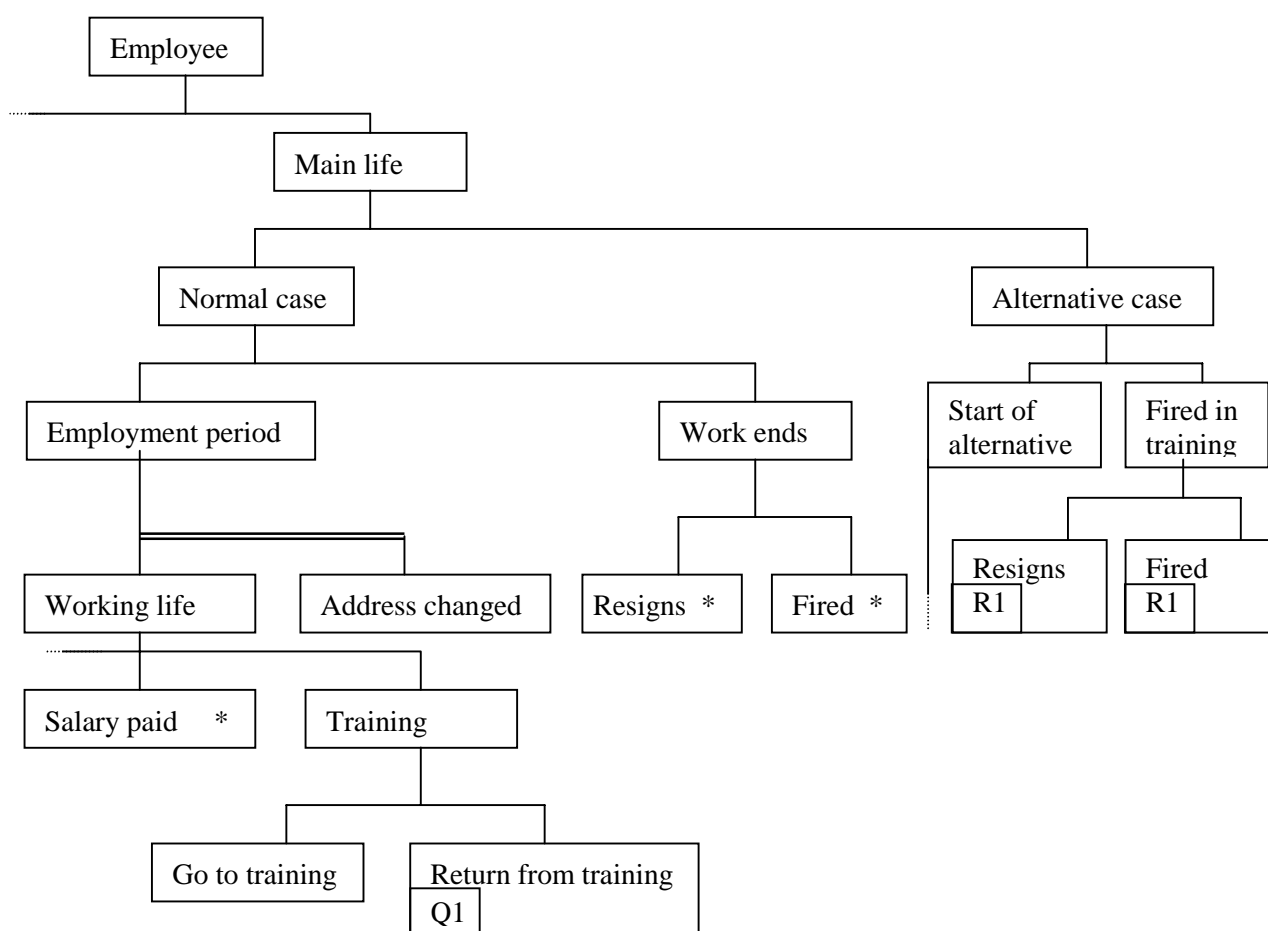 Employee
Main life
Normal case
Alternative case
Employment period
Work ends
Start of
alternative
Fired in
training
Working life
Address changed
Resigns *
Fired *
Resigns
R1
Fired
R1
Salary paid *
Training
Go to training
Return from training
Q1